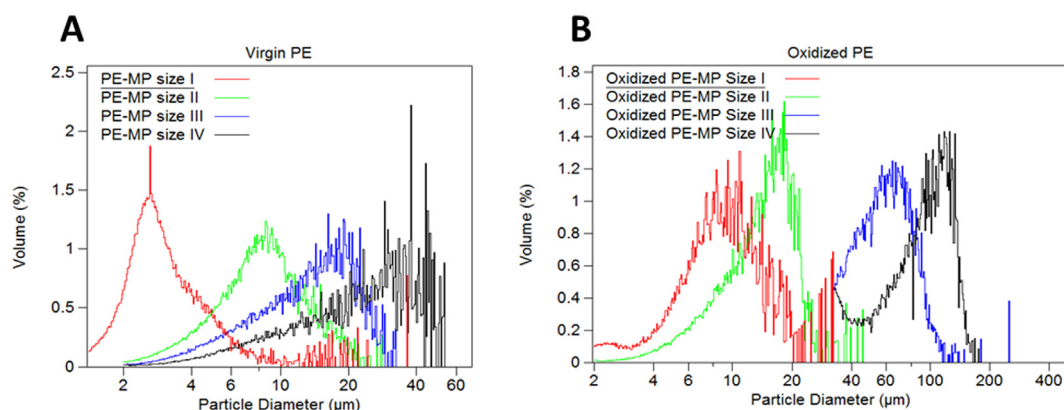 A
Virgin PE
PE-MP size I
PE-MP size II
PE-MP size III
PE-MP size IV
2.5
2
1.5
1
0.5
0
Volume (%)
2 4 6 10 20 40 60
Particle Diameter (µm)
B
Oxidized PE
Oxidized PE-MP Size I
Oxidized PE-MP Size II
Oxidized PE-MP Size III
Oxidized PE-MP Size IV
1.8
1.6
1.4
1.2
1.0
0.8
0.6
0.4
0.2
0
Volume (%)
2 4 6 10 20 40 60 100 200 400
Particle Diameter (µm)